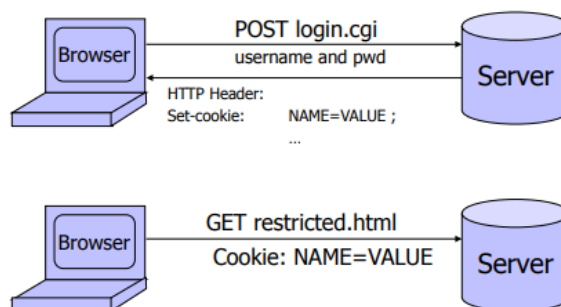 Browser
POST login.cgi
username and pwd
Server
HTTP Header:
Set-cookie: NAME=VALUE ;
...
Browser
GET restricted.html
Cookie: NAME=VALUE
Server